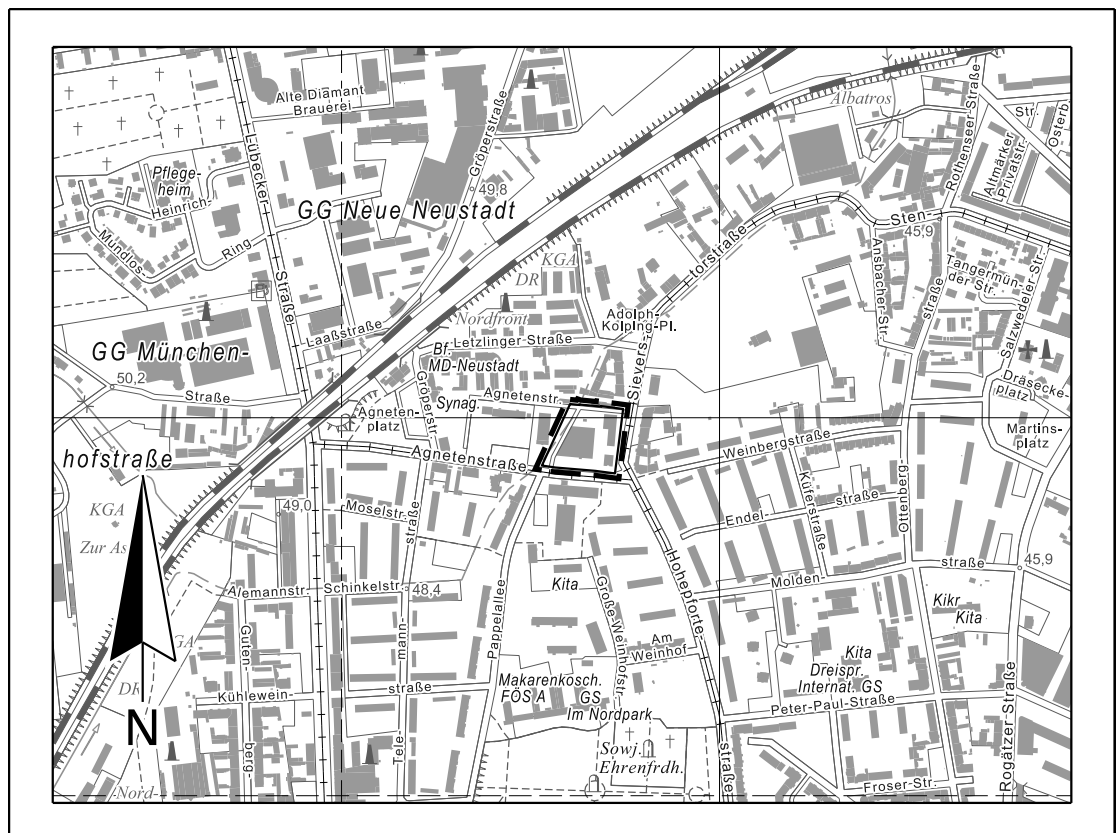 Alte Diamant
Brauerei
Lübecker
Straße
Gröperstraße
49,8
Albatros
Rothenseer-Straße
Str.
Osterb.
Altmärker
Privatstr.
Pflege-
heim
Heinrich-
Mundlos-
Ring
GG Neue Neustadt
Sten-
torstraße
45,9
Ansbacher-Str.
straße
Tangermün
der Str.
Salzwedeler-Str.
KGA
DR
Nordfront
Adolph-
Kolping-Pl.
Laaßstraße
Letzlinger-Straße
GG München-
Bf.
MD-Neustadt
Sievers-
50,2
Straße
Gröperstr.
Agnetenstr.
Synag.
Agneten-
platz
Dräsecke-
platz
Martins-
platz
hofstraße
Agnetenstraße
Weinbergstraße
KGA
Zur As
49,0
Moselstr.
straße
Endel
straße
Küferstraße
Ottenberg
Alemannstr.
Schinkelstr.
48,4
Kita
Hohepforte-
Molden
straße
45,9
Kikr
Kita
Guten
berg-
mann-
Pappelallee
Große-Weinhofstr.
Am
Weinhof
GA
DR
Kühlewein-
straße
Makarenkosch.
FÖS A
GS
Im Nordpark
Kita
Dreispr.
Internat. GS
Peter-Paul-Straße
N
Tele-
Sowj.
Ehrenfrdh.
straße
Rogätzer-Straße
Froser-Str.
Nord-